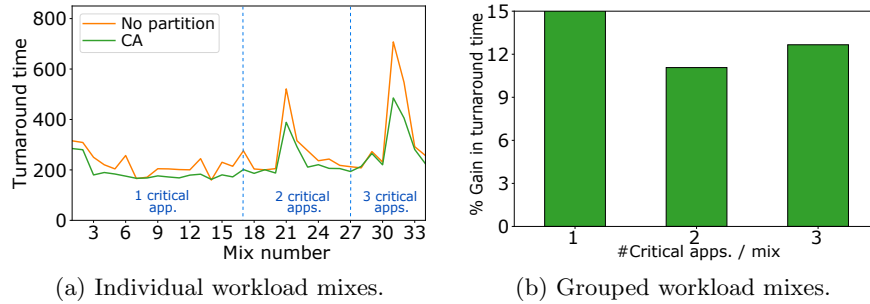 800
600
400
200
0
Turnaround time
No partition
CA
1 critical
app.
2 critical
apps.
3 critical
apps.
3 6 9 12 15 18 21 24 27 30 33
Mix number
(a) Individual workload mixes.
15
12
9
6
3
0
% Gain in turnaround time
1 2 3
#Critical apps. / mix
(b) Grouped workload mixes.